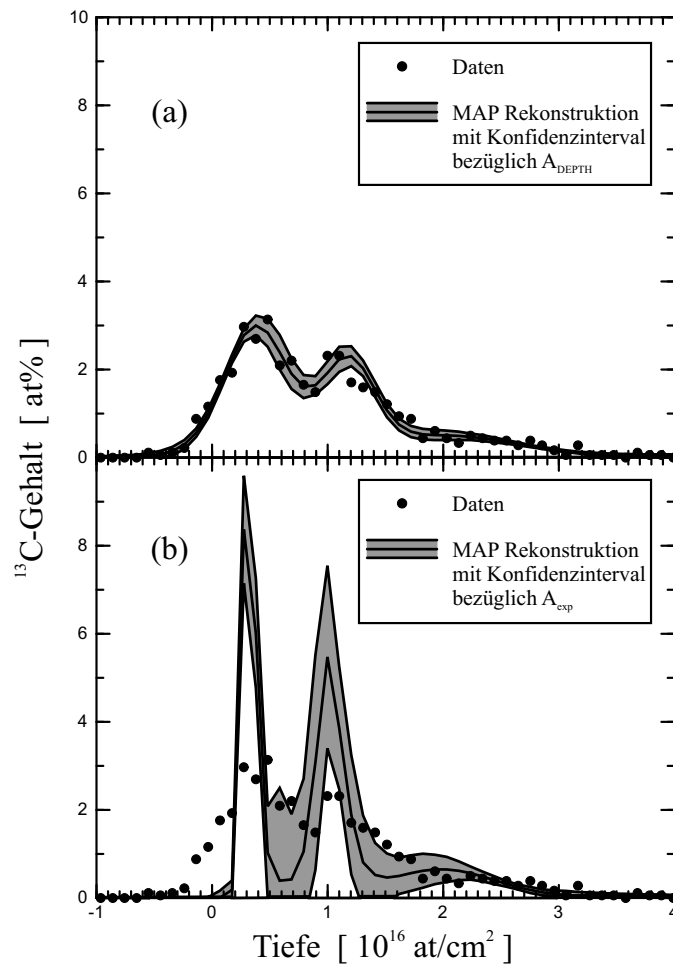 10
8
6
4
2
0
(a)
Daten
MAP Rekonstruktion
mit Konfidenzinterval
bezüglich A_DEPTH
¹³C-Gehalt [ at% ]
8
6
4
2
0
(b)
Daten
MAP Rekonstruktion
mit Konfidenzinterval
bezüglich A_exp
-1 0 1 2 3 4
Tiefe [ 10¹⁶ at/cm² ]